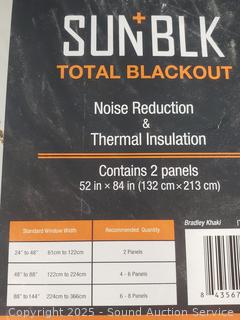 SUNBLK
TOTAL BLACKOUT
Noise Reduction
&
Thermal Insulation
Contains 2 panels
52 in × 84 in (132 cm × 213 cm)
Bradley Khaki
Standard Window Width Recommended Quantity
24" to 48" 61cm to 122cm 2 Panels
48" to 88" 122cm to 224cm 4 - 6 Panels
88" to 144" 224cm to 366cm 6 - 8 Panels
8 43567
Copyright 2025 - Sound Auction Service